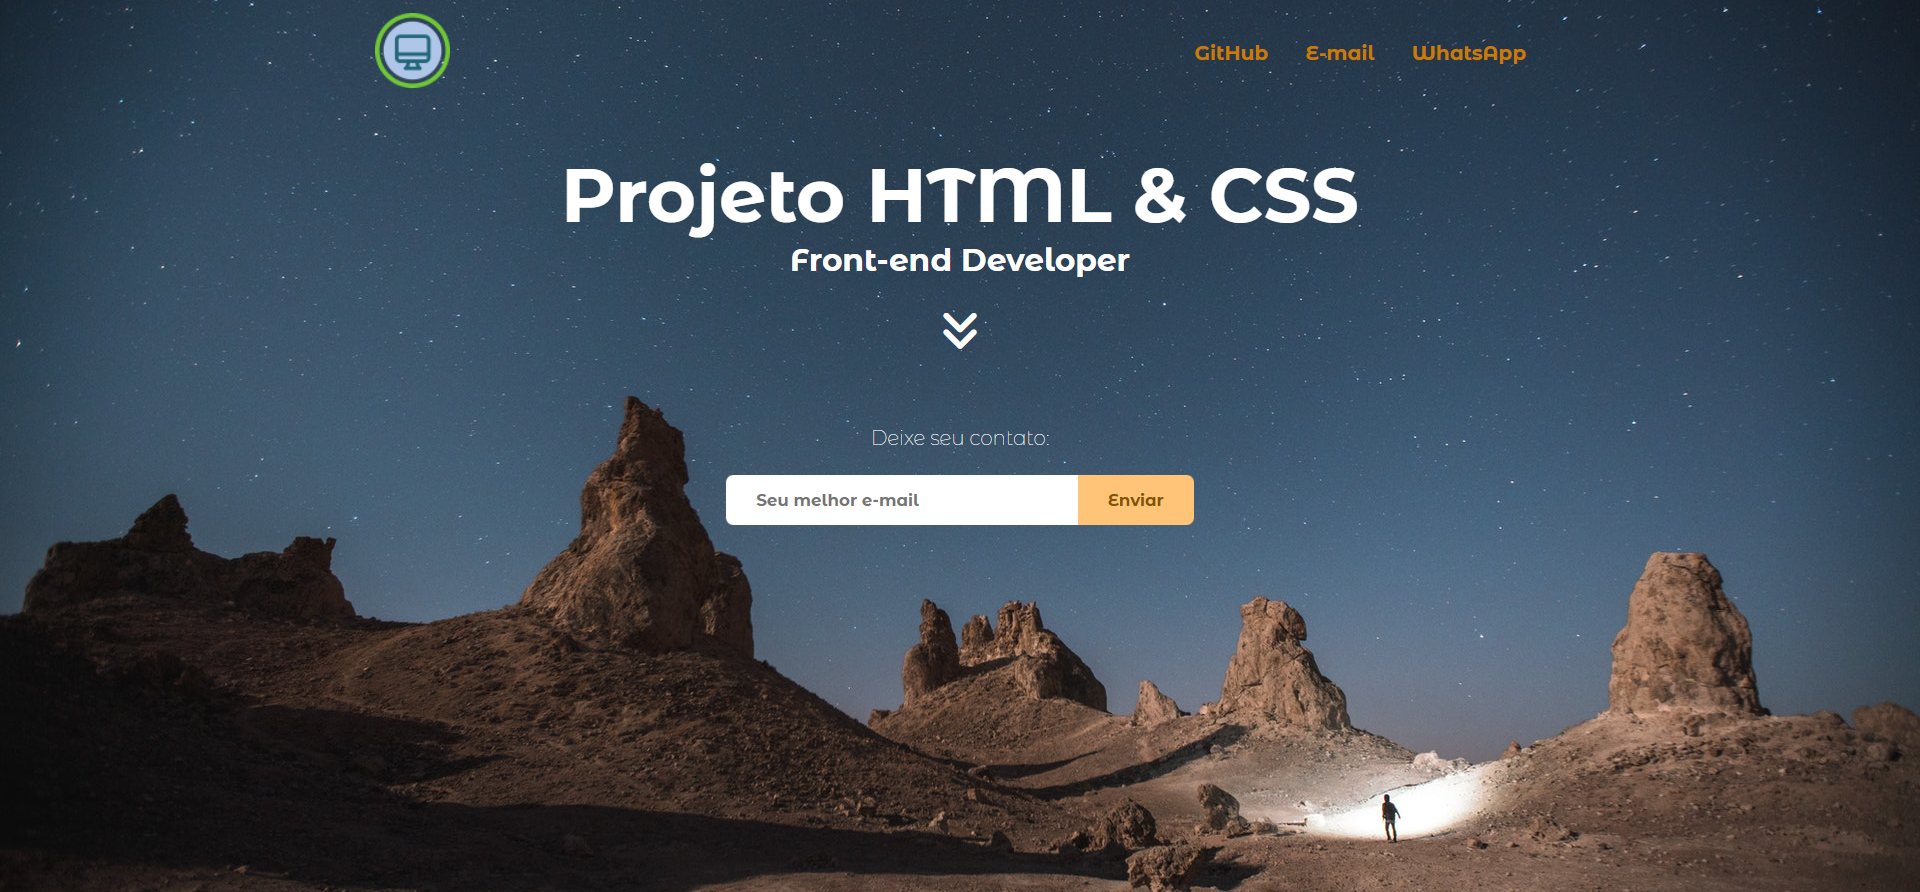 GitHub E-mail WhatsApp
Projeto HTML & CSS
Front-end Developer
Deixe seu contato:
Seu melhor e-mail Enviar